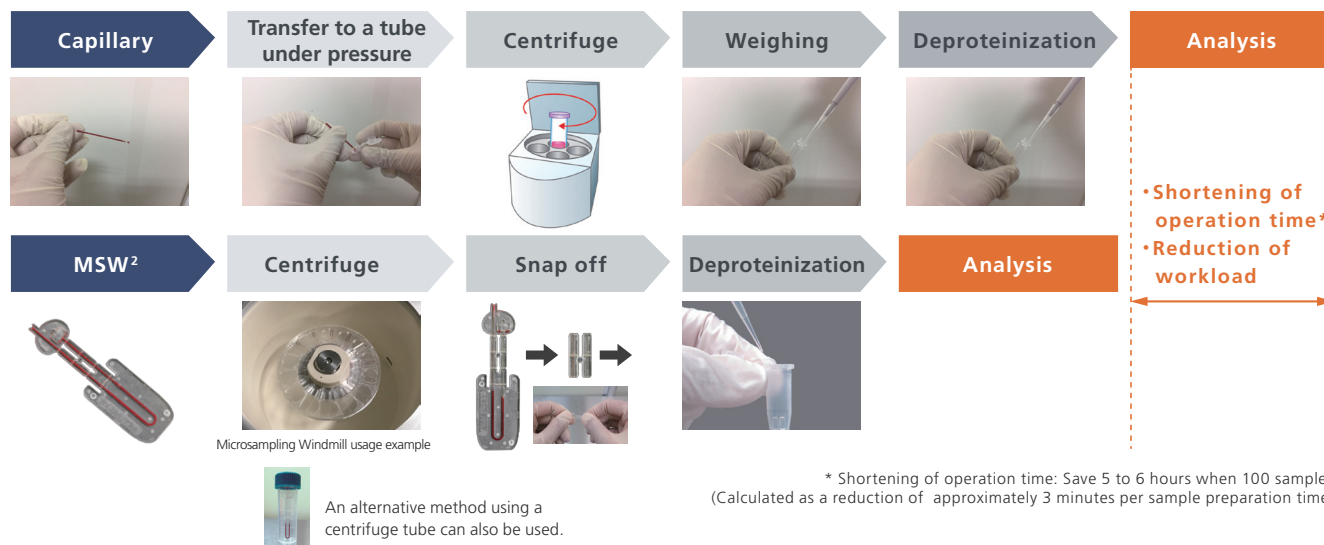 Capillary
Transfer to a tube
under pressure
Centrifuge
Weighing
Deproteinization
Analysis
・Shortening of
operation time*
・Reduction of
workload
MSW²
Centrifuge
Snap off
Deproteinization
Analysis
Microsampling Windmill usage example
An alternative method using a
centrifuge tube can also be used.
* Shortening of operation time: Save 5 to 6 hours when 100 sample
(Calculated as a reduction of approximately 3 minutes per sample preparation time